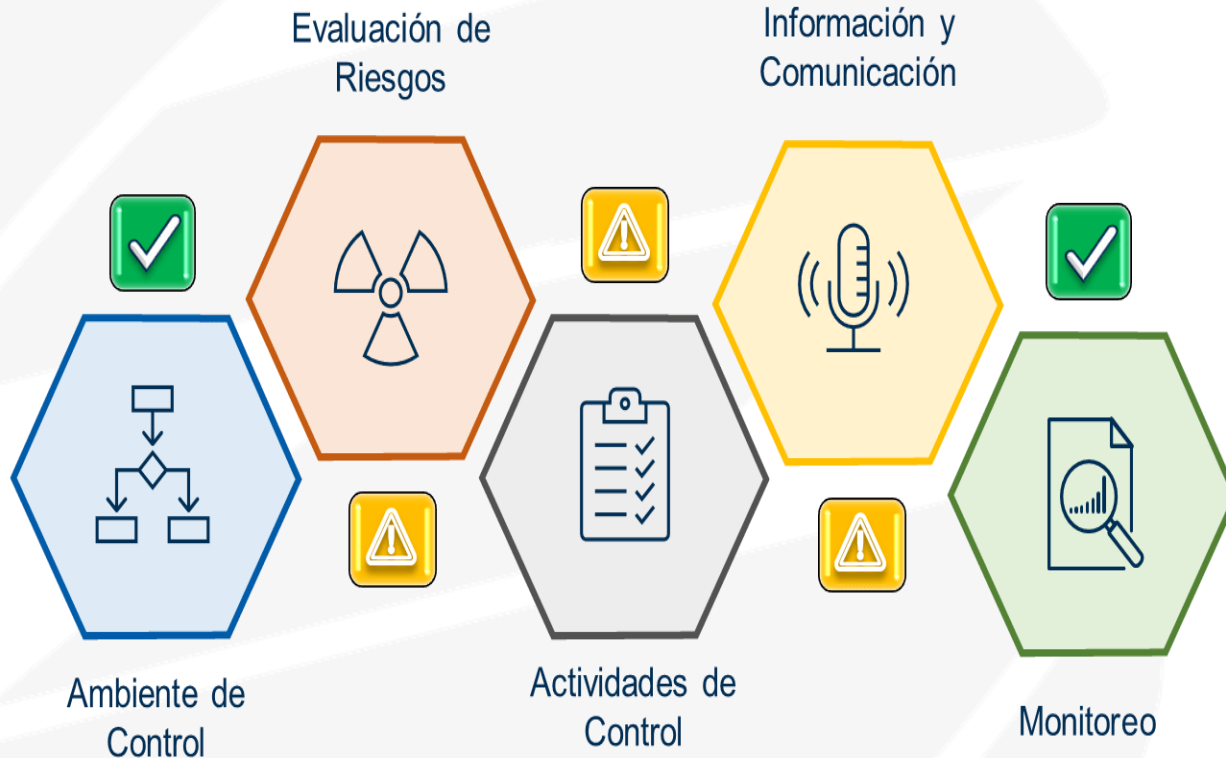 Evaluación de
Riesgos
Información y
Comunicación
Ambiente de
Control
Actividades de
Control
Monitoreo